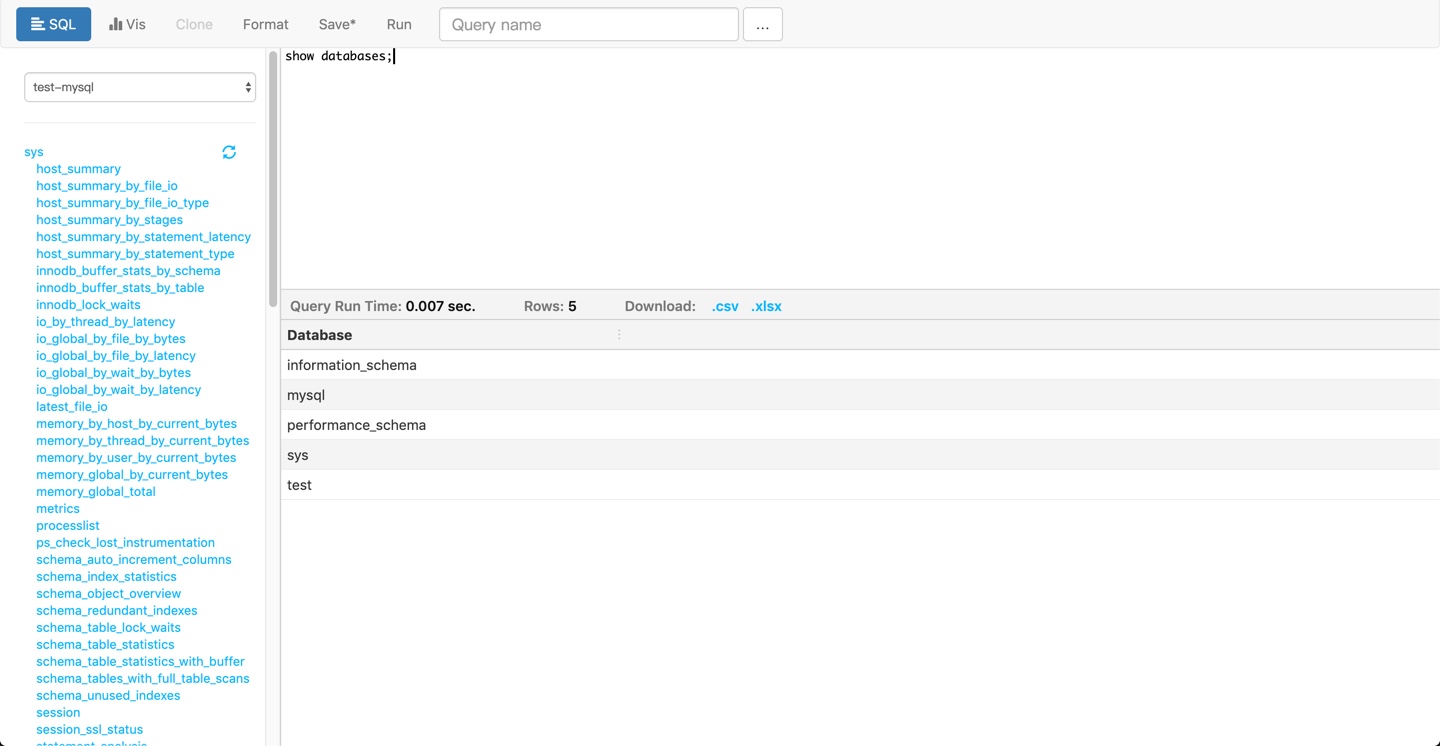 SQL Vis Clone Format Save* Run Query name ...
test-mysql
show databases;
sys
host_summary
host_summary_by_file_io
host_summary_by_file_io_type
host_summary_by_stages
host_summary_by_statement_latency
host_summary_by_statement_type
innodb_buffer_stats_by_schema
innodb_buffer_stats_by_table
innodb_lock_waits
io_by_thread_by_latency
io_global_by_file_by_bytes
io_global_by_file_by_latency
io_global_by_wait_by_bytes
io_global_by_wait_by_latency
latest_file_io
memory_by_host_by_current_bytes
memory_by_thread_by_current_bytes
memory_by_user_by_current_bytes
memory_global_by_current_bytes
memory_global_total
metrics
processlist
ps_check_lost_instrumentation
schema_auto_increment_columns
schema_index_statistics
schema_object_overview
schema_redundant_indexes
schema_table_lock_waits
schema_table_statistics
schema_table_statistics_with_buffer
schema_tables_with_full_table_scans
schema_unused_indexes
session
session_ssl_status
statement_analysis
Query Run Time: 0.007 sec. Rows: 5 Download: .csv .xlsx
Database
information_schema
mysql
performance_schema
sys
test